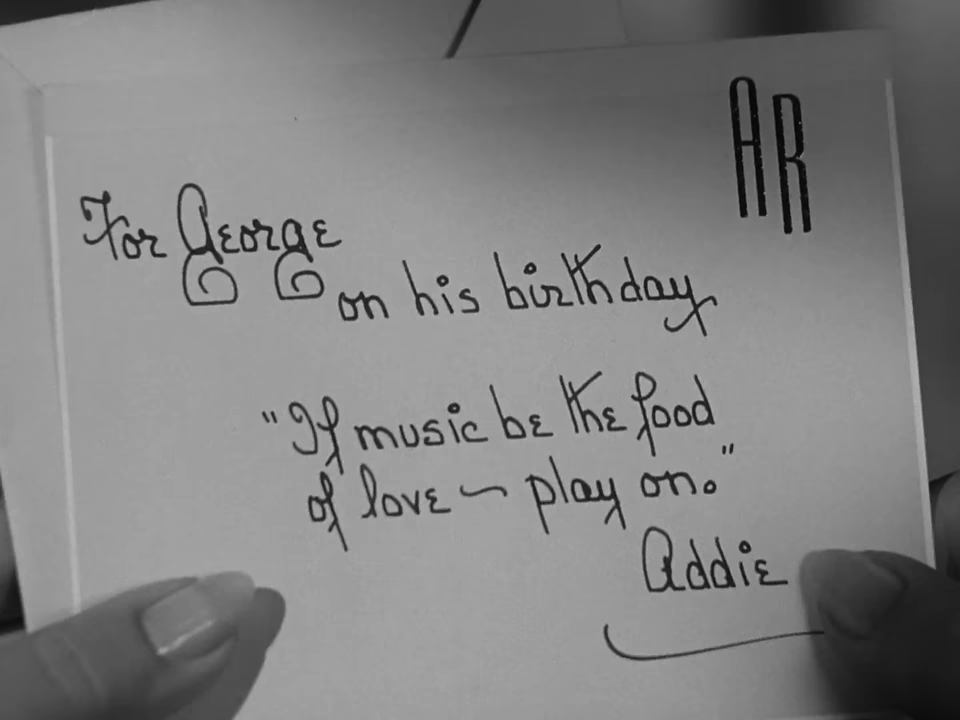 AR
For George
on his birthday
"If music be the food
of love – play on."
Addie